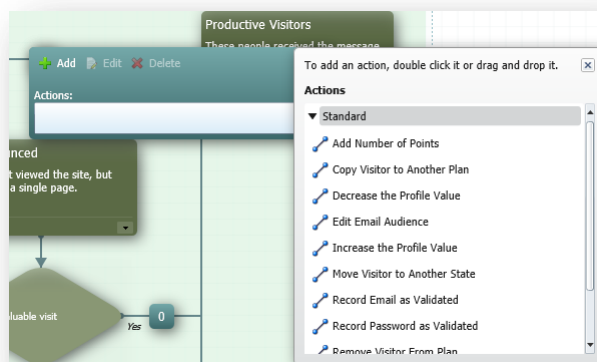 Productive Visitors
These people received the message
Add Edit Delete
Actions:
To add an action, double click it or drag and drop it.
Actions
Standard
Add Number of Points
Copy Visitor to Another Plan
Decrease the Profile Value
Edit Email Audience
Increase the Profile Value
Move Visitor to Another State
Record Email as Validated
Record Password as Validated
Remove Visitor From Plan
nced
t viewed the site, but
a single page.
luable visit
Yes
0